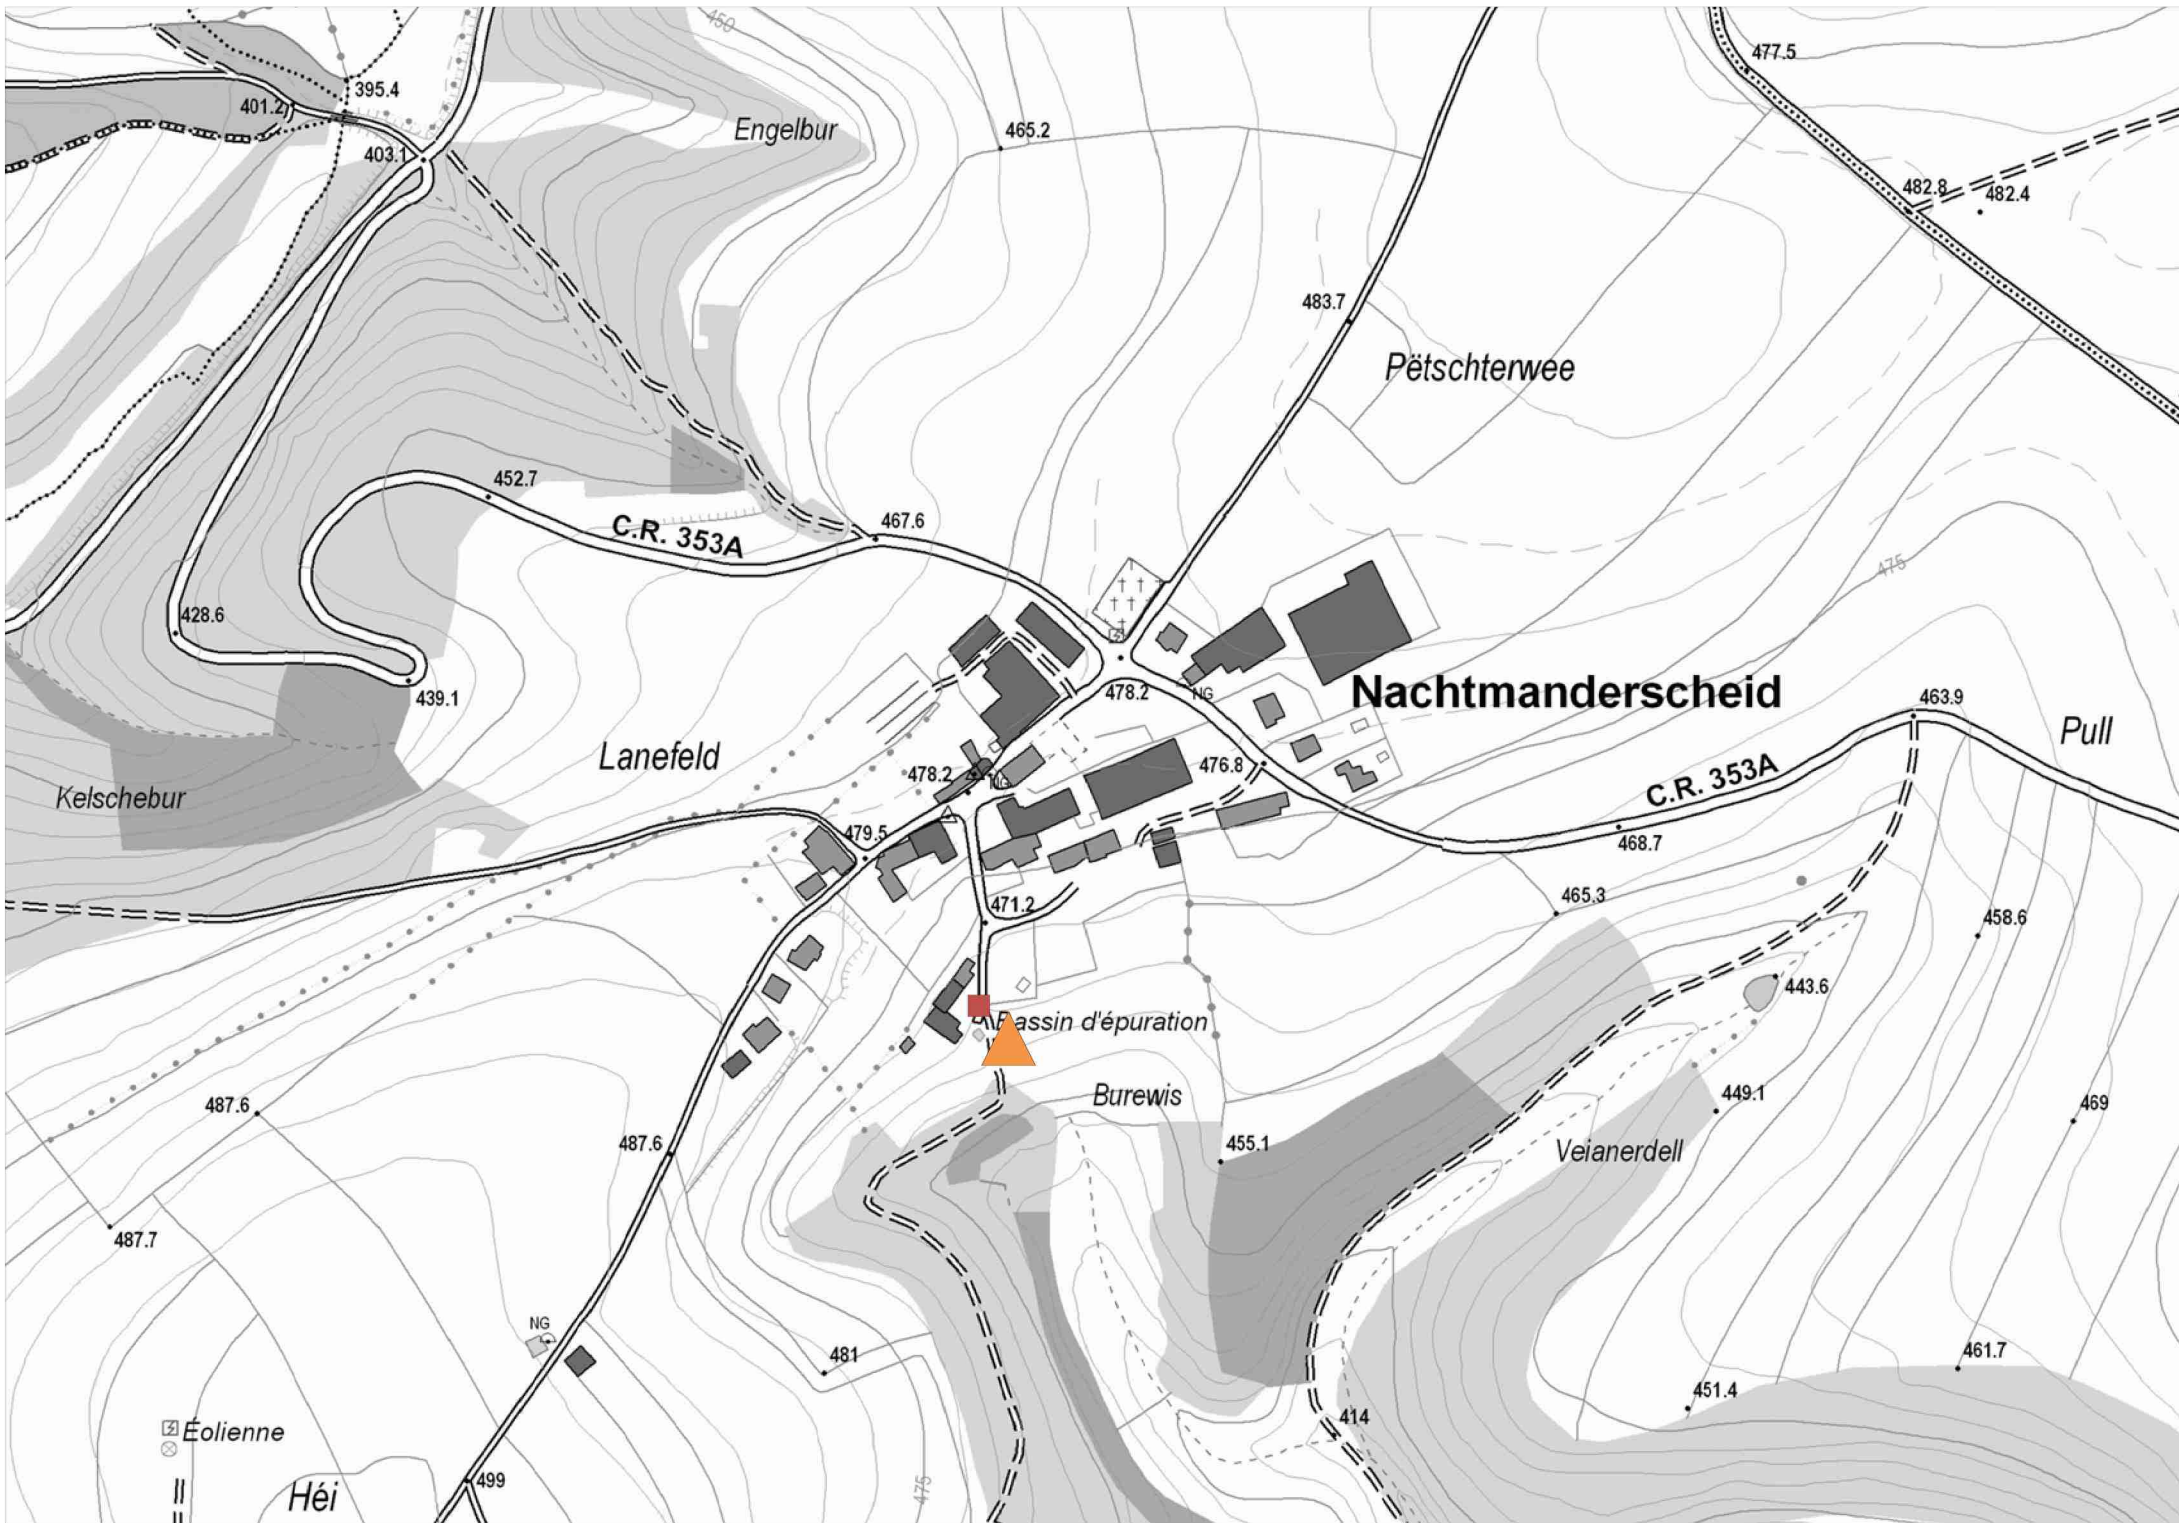 450
477.5
395.4
401.2
Engelbur
465.2
403.1
482.8
482.4
483.7
Pëtschterwee
452.7
C.R. 353A
467.6
475
428.6
439.1
478.2
NG
Nachtmanderscheid
463.9
Pull
Lanefeld
478.2
476.8
C.R. 353A
Kelschebur
479.5
468.7
471.2
465.3
458.6
443.6
Bassin d'épuration
Burewis
487.6
449.1
469
487.6
455.1
Veianerdell
487.7
NG
481
461.7
451.4
414
Éolienne
499
475
Héi